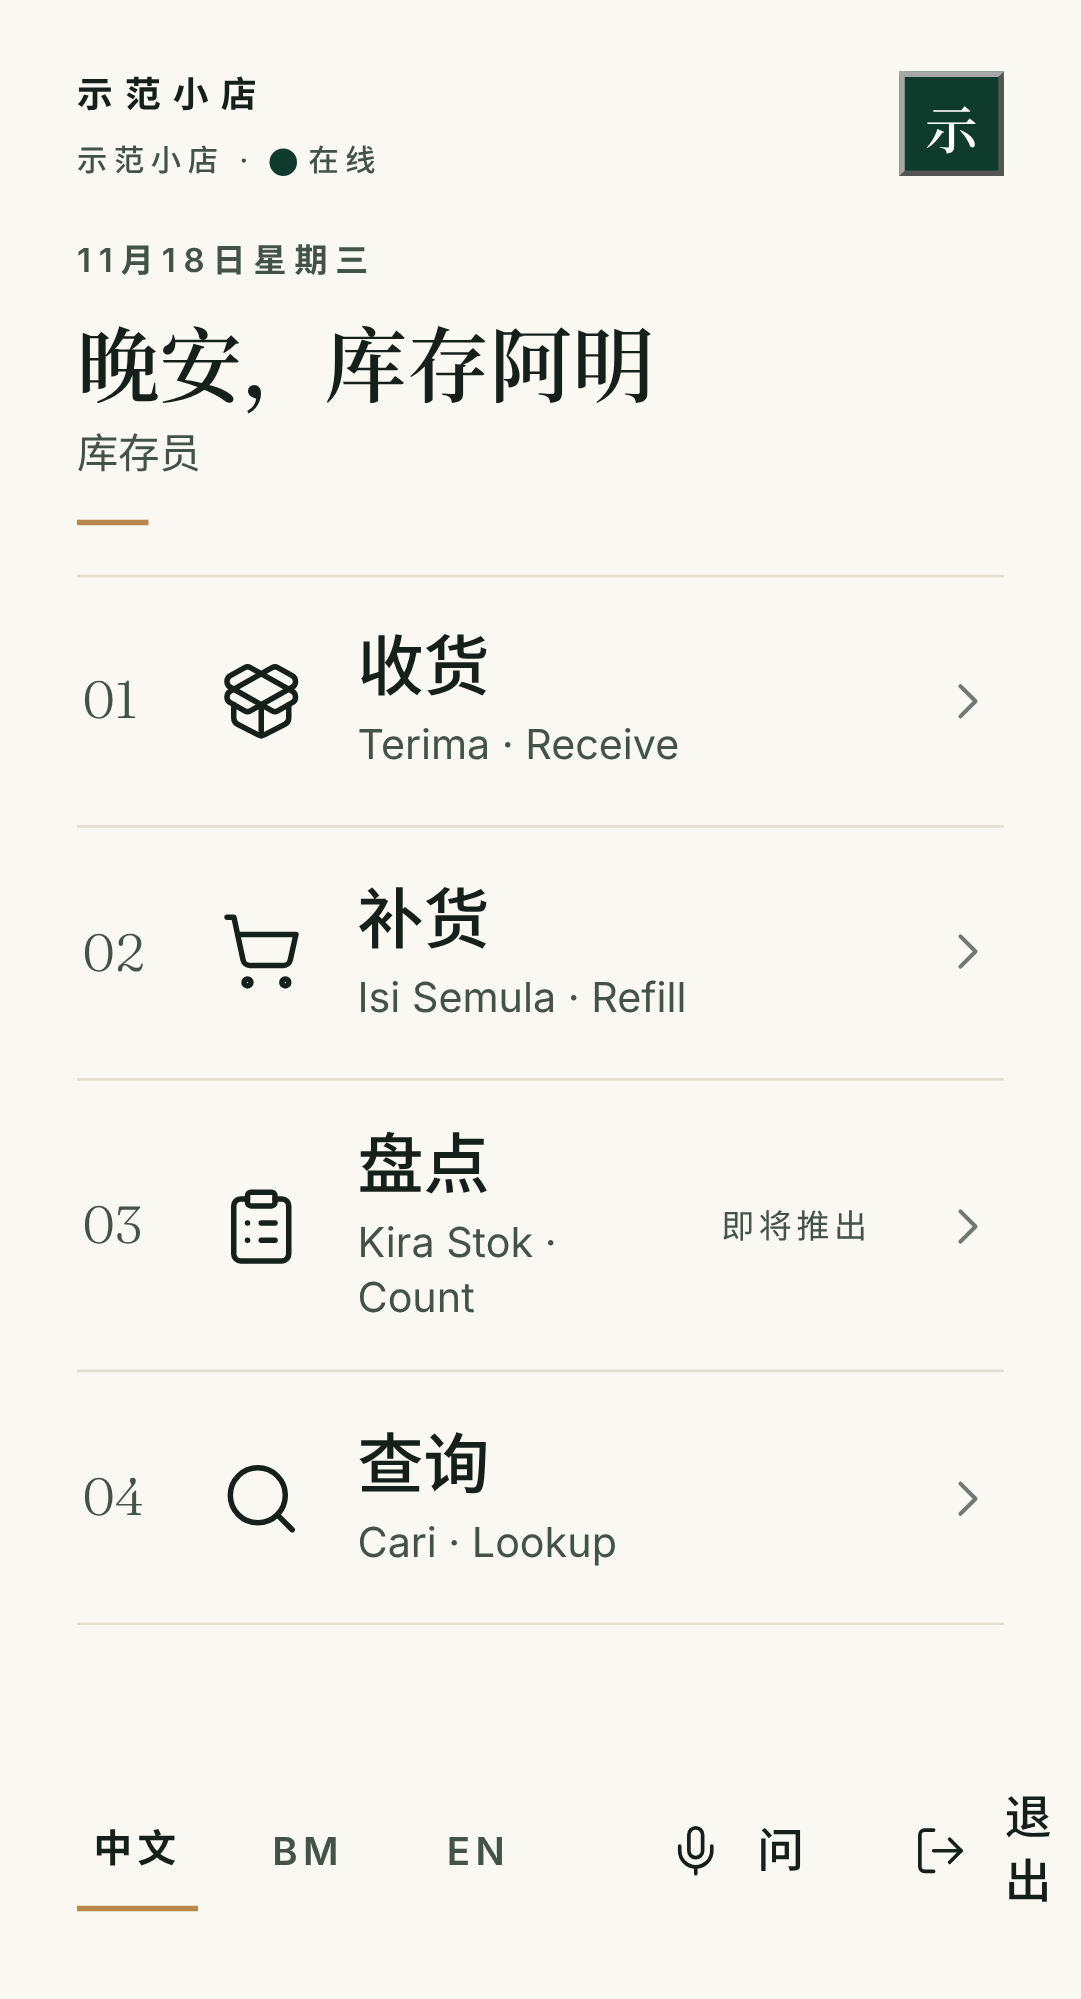 示范小店
示范小店 · 在线
示
11月18日星期三
晚安，库存阿明
库存员
01
收货
Terima · Receive
02
补货
Isi Semula · Refill
03
盘点
Kira Stok ·
Count
即将推出
04
查询
Cari · Lookup
中文
BM
EN
问
退
出